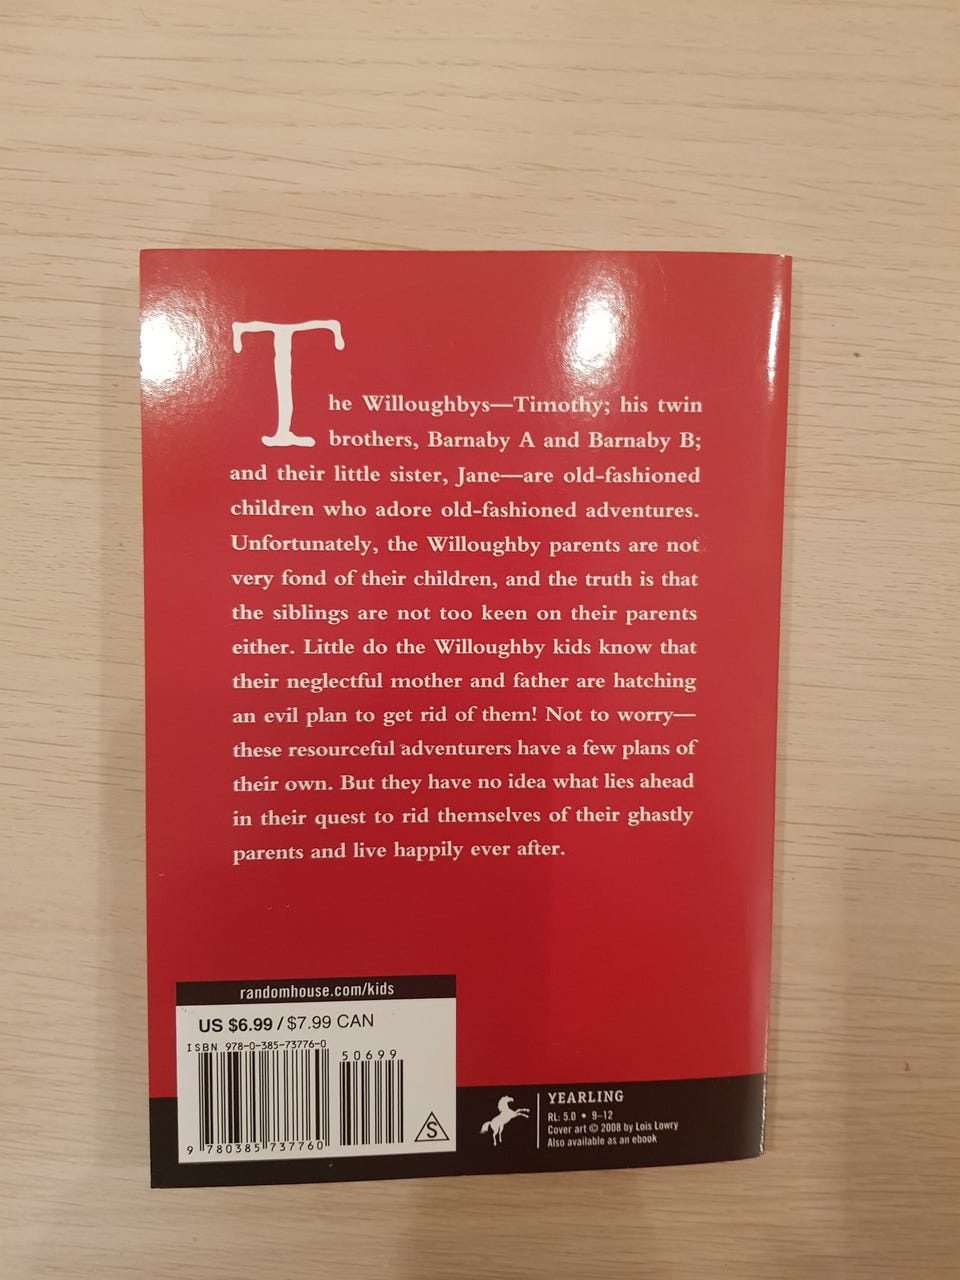 The Willoughbys—Timothy; his twin
brothers, Barnaby A and Barnaby B;
and their little sister, Jane—are old-fashioned
children who adore old-fashioned adventures.
Unfortunately, the Willoughby parents are not
very fond of their children, and the truth is that
the siblings are not too keen on their parents
either. Little do the Willoughby kids know that
their neglectful mother and father are hatching
an evil plan to get rid of them! Not to worry—
these resourceful adventurers have a few plans of
their own. But they have no idea what lies ahead
in their quest to rid themselves of their ghastly
parents and live happily ever after.
randomhouse.com/kids
US $6.99 / $7.99 CAN
ISBN 978-0-385-73776-0
50699
9 780385 737760
S
YEARLING
RL: 5.0 • 9–12
Cover art © 2008 by Lois Lowry
Also available as an ebook